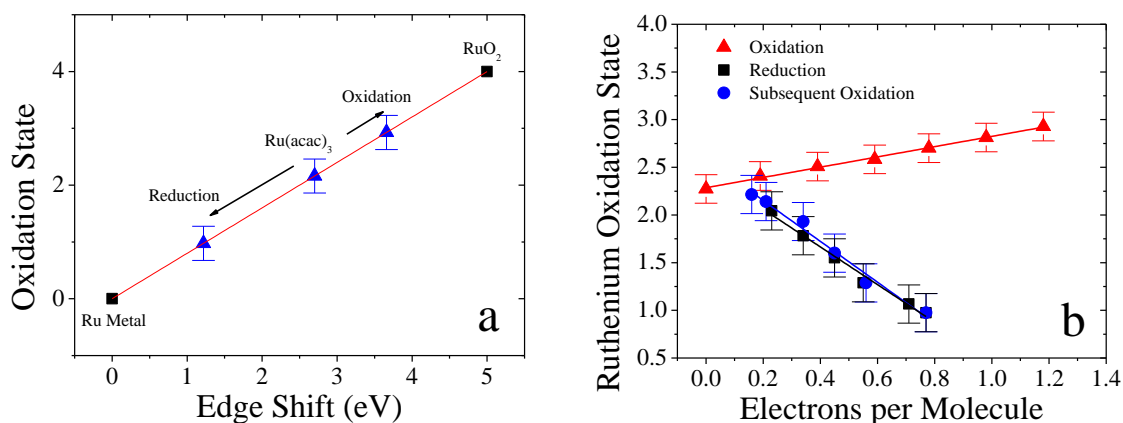 Oxidation State
4
2
0
RuO2
Oxidation
Ru(acac)3
Reduction
Ru Metal
a
0 1 2 3 4 5
Edge Shift (eV)
Ruthenium Oxidation State
4.0
3.5
3.0
2.5
2.0
1.5
1.0
0.5
Oxidation
Reduction
Subsequent Oxidation
b
0.0 0.2 0.4 0.6 0.8 1.0 1.2 1.4
Electrons per Molecule